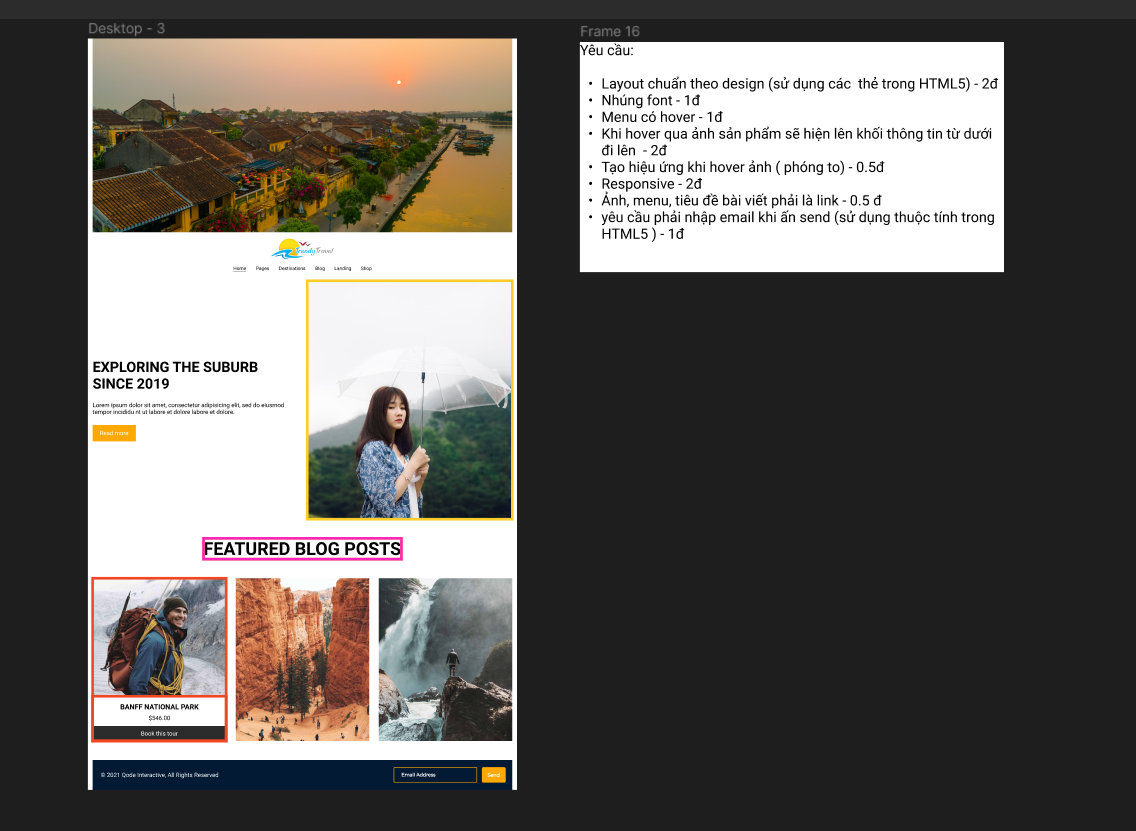 Desktop - 3
Trendy Travel
Home Pages Destinations Blog Landing Shop
EXPLORING THE SUBURB
SINCE 2019
Lorem ipsum dolor sit amet, consectetur adipisicing elit, sed do eiusmod
tempor incididu nt ut labore et dolore labore et dolore.
Read more
FEATURED BLOG POSTS
BANFF NATIONAL PARK
$546.00
Book this tour
© 2021 Qode Interactive, All Rights Reserved
Email Address
Send
Frame 16
Yêu cầu:
• Layout chuẩn theo design (sử dụng các thẻ trong HTML5) - 2đ
• Nhúng font - 1đ
• Menu có hover - 1đ
• Khi hover qua ảnh sản phẩm sẽ hiện lên khối thông tin từ dưới
đi lên - 2đ
• Tạo hiệu ứng khi hover ảnh ( phóng to) - 0.5đ
• Responsive - 2đ
• Ảnh, menu, tiêu đề bài viết phải là link - 0.5 đ
• yêu cầu phải nhập email khi ấn send (sử dụng thuộc tính trong
HTML5 ) - 1đ